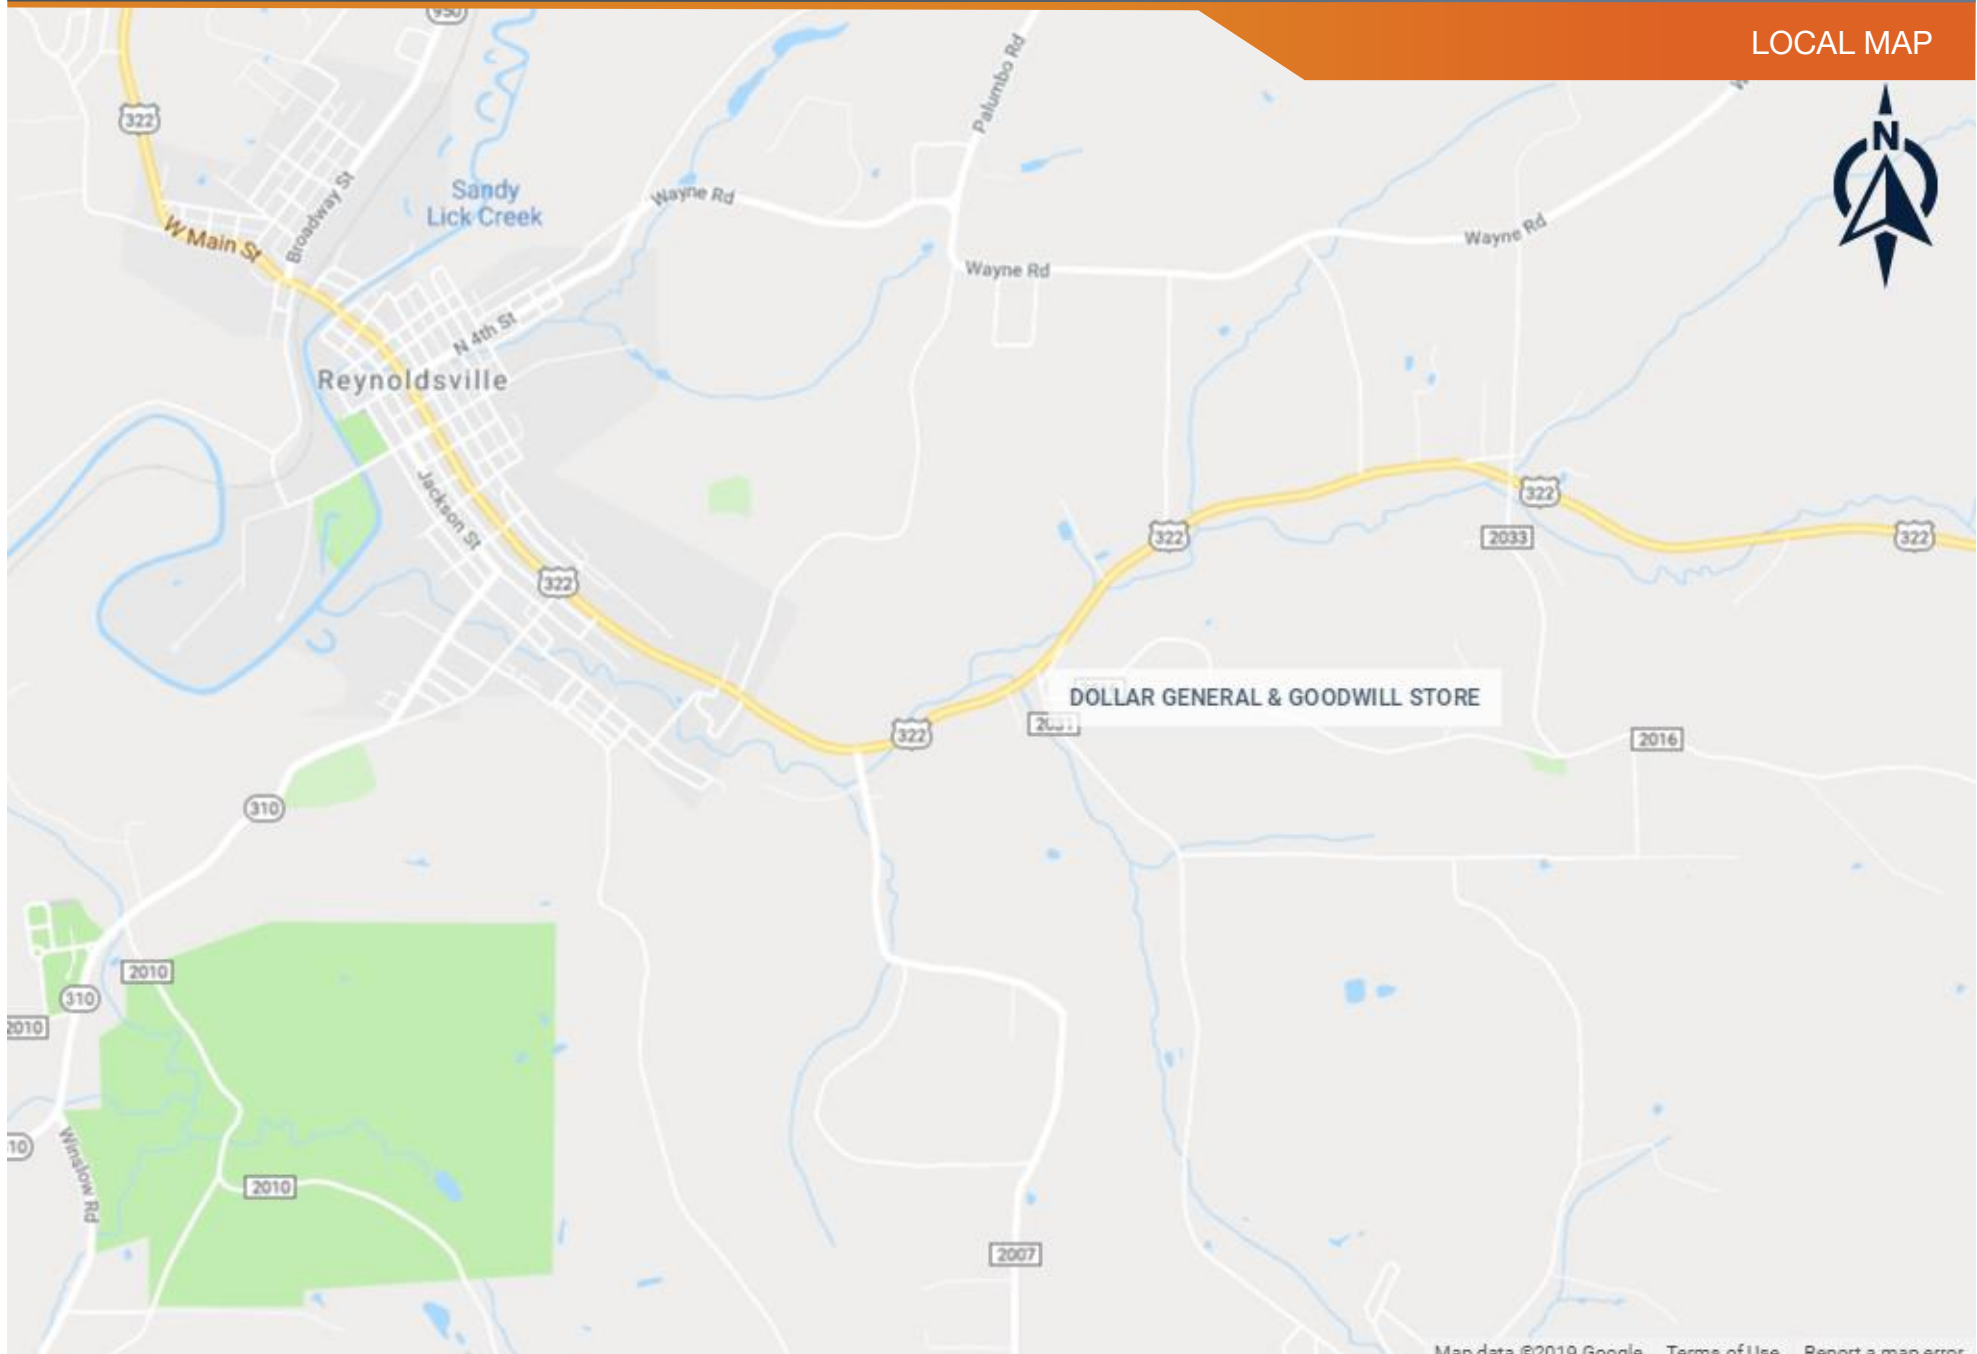 950
LOCAL MAP
Palumbo Rd
322
N
Broadway St
Sandy
Lick Creek
Wayne Rd
W Main St
Wayne Rd
Wayne Rd
N 4th St
Reynoldsville
Jackson St
322
322
322
2033
322
DOLLAR GENERAL & GOODWILL STORE
322
2016
310
2010
310
2010
Winslow Rd
2010
2007
Map data ©2019 Google
Terms of Use
Report a map error